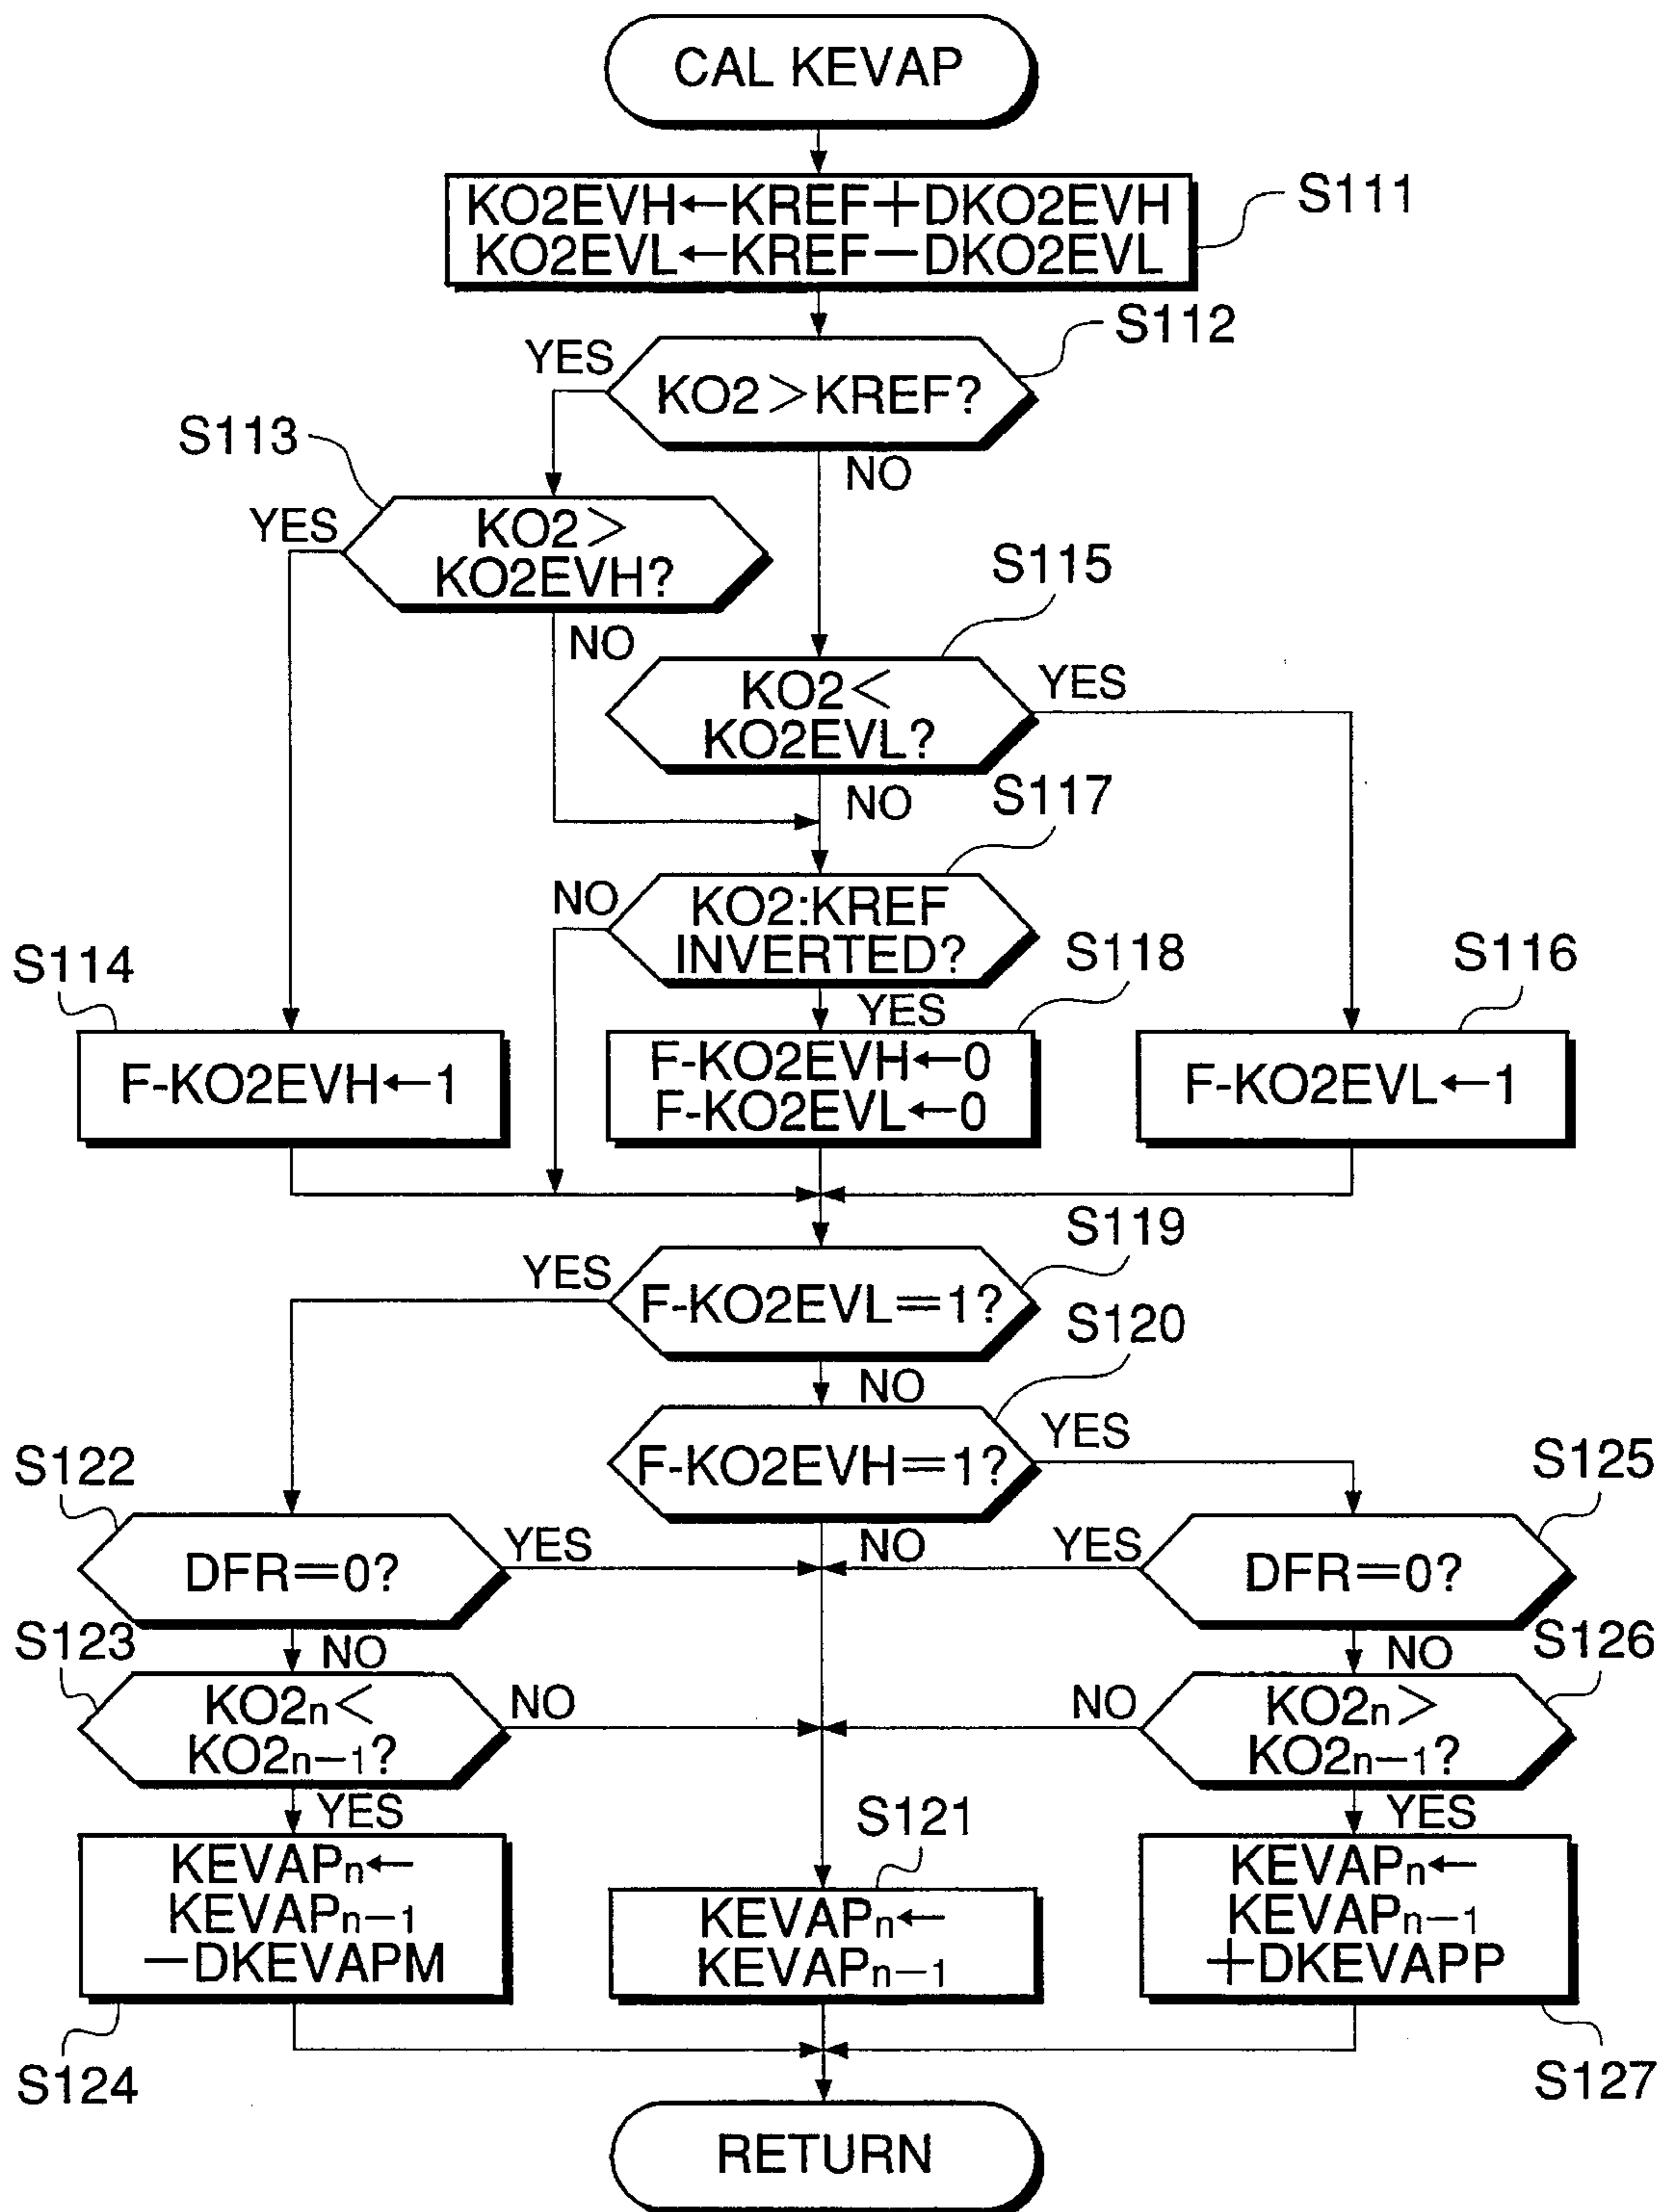 CAL KEVAP
KO2EVH←KREF+DKO2EVH
KO2EVL←KREF−DKO2EVL
S111
S112
YES
KO2>KREF?
NO
S113
YES
KO2>
KO2EVH?
NO
S115
KO2<
KO2EVL?
YES
NO
S117
NO
KO2:KREF
INVERTED?
YES
S114
F-KO2EVH←1
S118
F-KO2EVH←0
F-KO2EVL←0
S116
F-KO2EVL←1
S119
YES
F-KO2EVL=1?
NO
S120
F-KO2EVH=1?
YES
NO
S122
DFR=0?
YES
NO
S125
YES
DFR=0?
NO
S123
KO2n<
KO2n−1?
NO
YES
S126
NO
KO2n>
KO2n−1?
YES
KEVAPn←
KEVAPn−1
−DKEVAPM
S124
S121
KEVAPn←
KEVAPn−1
KEVAPn←
KEVAPn−1
+DKEVAPP
S127
RETURN